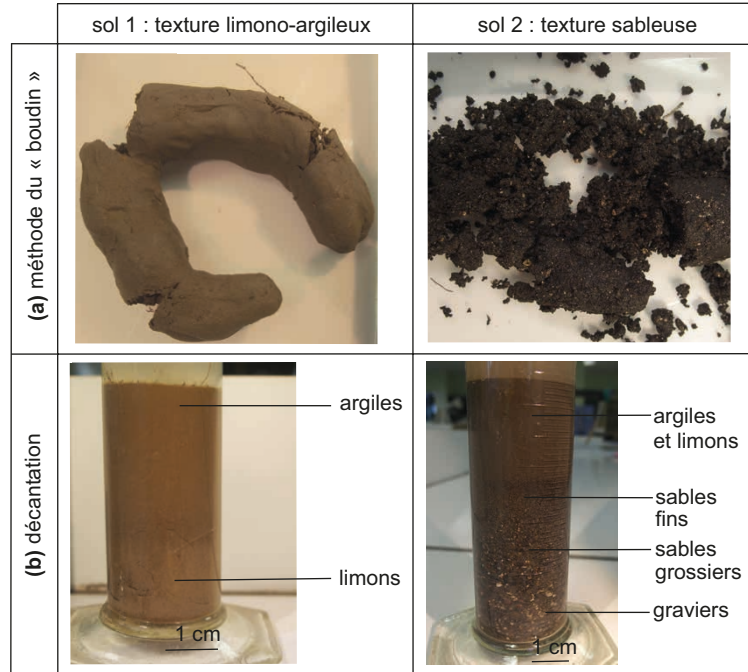 sol 1 : texture limono-argileux
sol 2 : texture sableuse
(a) méthode du « boudin »
(b) décantation
argiles
limons
1 cm
argiles
et limons
sables
fins
sables
grossiers
graviers
1 cm